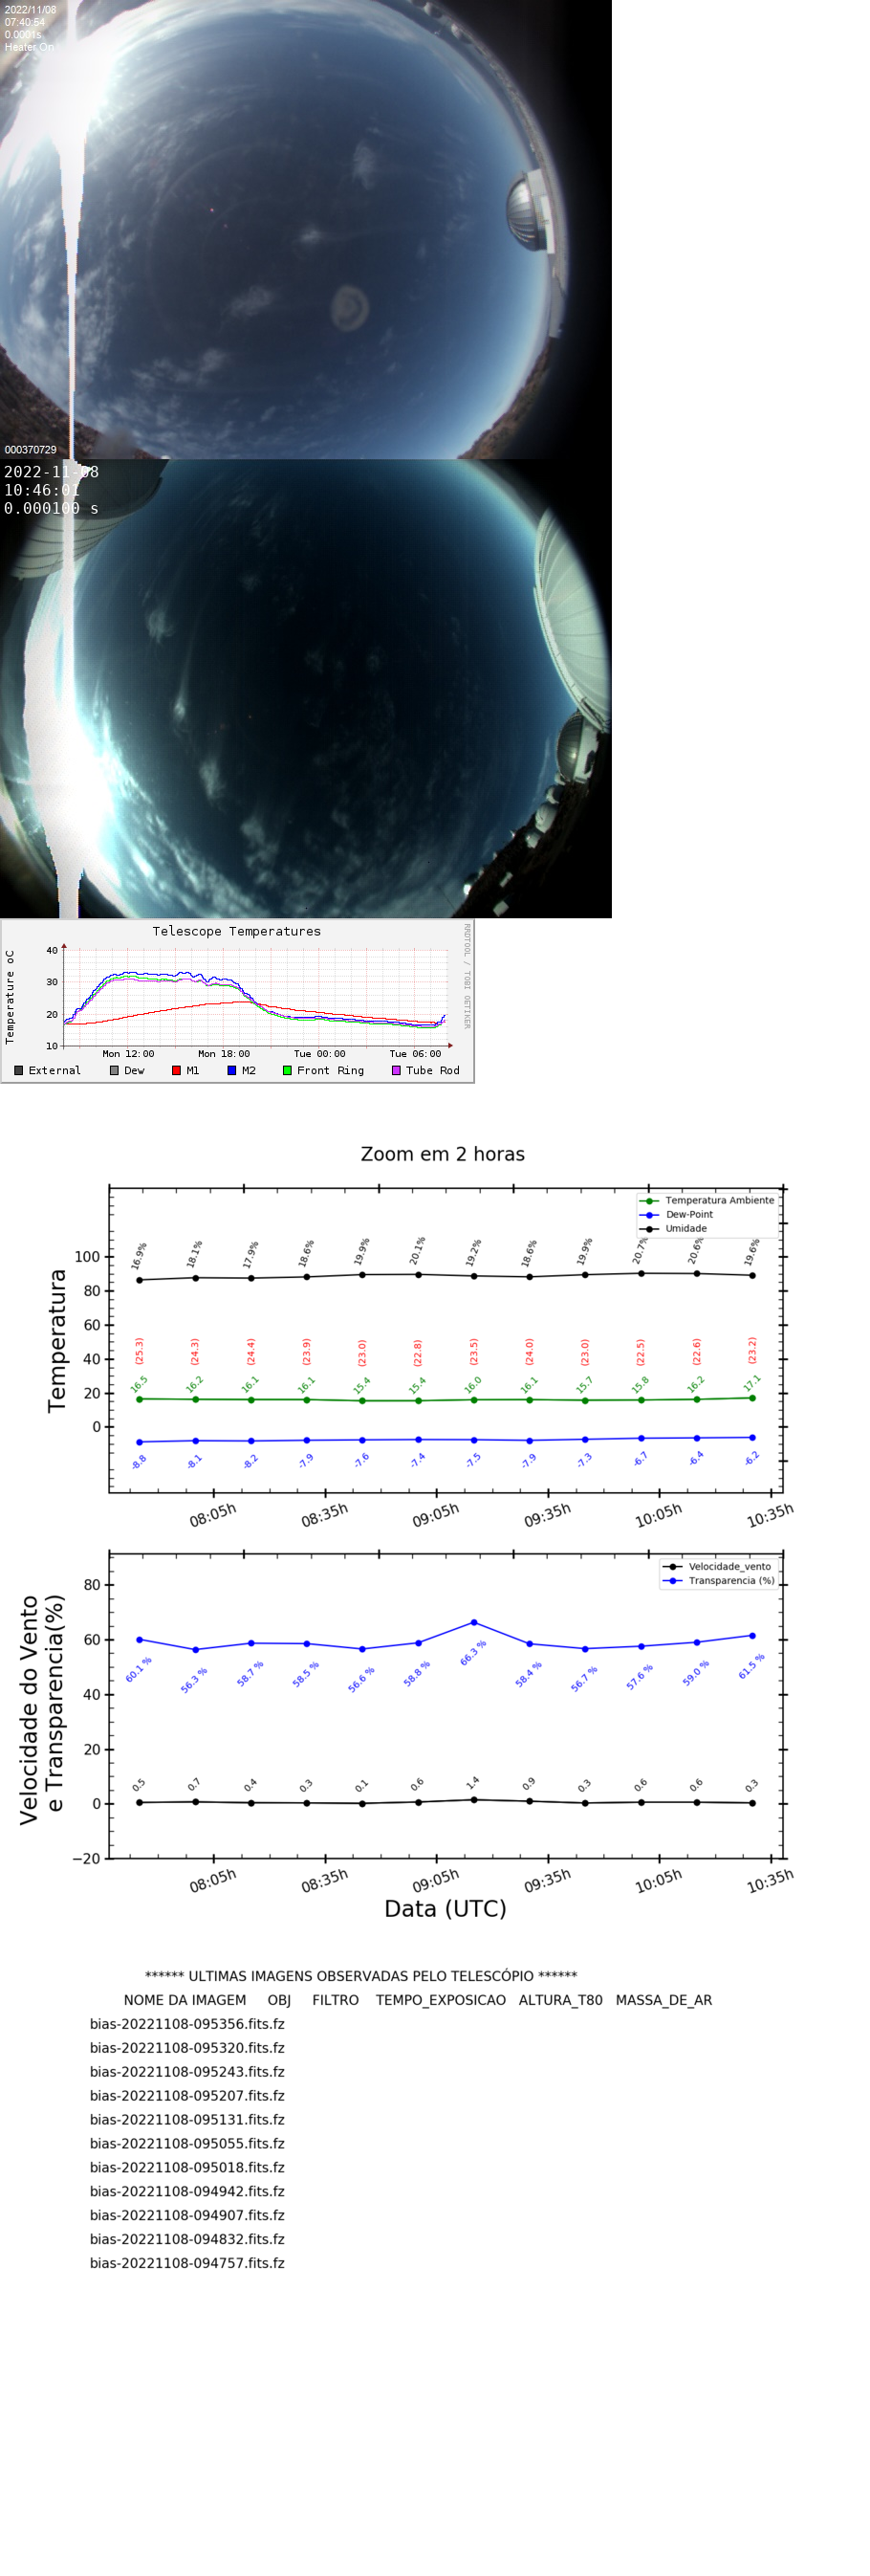 2022/11/08
07:40:54
0.0001s
Heater On
000370729
2022-11-08
10:46:01
0.000100 s
Telescope Temperatures
RRDTOOL / TOBI OETIKER
Temperature oC
40
30
20
10
Mon 12:00 Mon 18:00 Tue 00:00 Tue 06:00
External Dew M1 M2 Front Ring Tube Rod
Zoom em 2 horas
Temperatura Ambiente
Dew-Point
Umidade
Temperatura
100
80
60
40
20
0
16.9% 18.1% 17.9% 18.6% 19.9% 20.1% 19.2% 18.6% 19.9% 20.7% 20.6% 19.6%
(25.3) (24.3) (24.4) (23.9) (23.0) (22.8) (23.5) (24.0) (23.0) (22.5) (22.6) (23.2)
16.5 16.2 16.1 16.1 15.4 15.4 16.0 16.1 15.7 15.8 16.2 17.1
-8.8 -8.1 -8.2 -7.9 -7.6 -7.4 -7.5 -7.9 -7.3 -6.7 -6.4 -6.2
08:05h 08:35h 09:05h 09:35h 10:05h 10:35h
Velocidade_vento
Transparencia (%)
Velocidade do Vento
e Transparencia(%)
80
60
40
20
0
−20
60.1 % 56.3 % 58.7 % 58.5 % 56.6 % 58.8 % 66.3 % 58.4 % 56.7 % 57.6 % 59.0 % 61.5 %
0.5 0.7 0.4 0.3 0.1 0.6 1.4 0.9 0.3 0.6 0.6 0.3
08:05h 08:35h 09:05h 09:35h 10:05h 10:35h
Data (UTC)
****** ULTIMAS IMAGENS OBSERVADAS PELO TELESCÓPIO ******
NOME DA IMAGEM OBJ FILTRO TEMPO_EXPOSICAO ALTURA_T80 MASSA_DE_AR
bias-20221108-095356.fits.fz
bias-20221108-095320.fits.fz
bias-20221108-095243.fits.fz
bias-20221108-095207.fits.fz
bias-20221108-095131.fits.fz
bias-20221108-095055.fits.fz
bias-20221108-095018.fits.fz
bias-20221108-094942.fits.fz
bias-20221108-094907.fits.fz
bias-20221108-094832.fits.fz
bias-20221108-094757.fits.fz